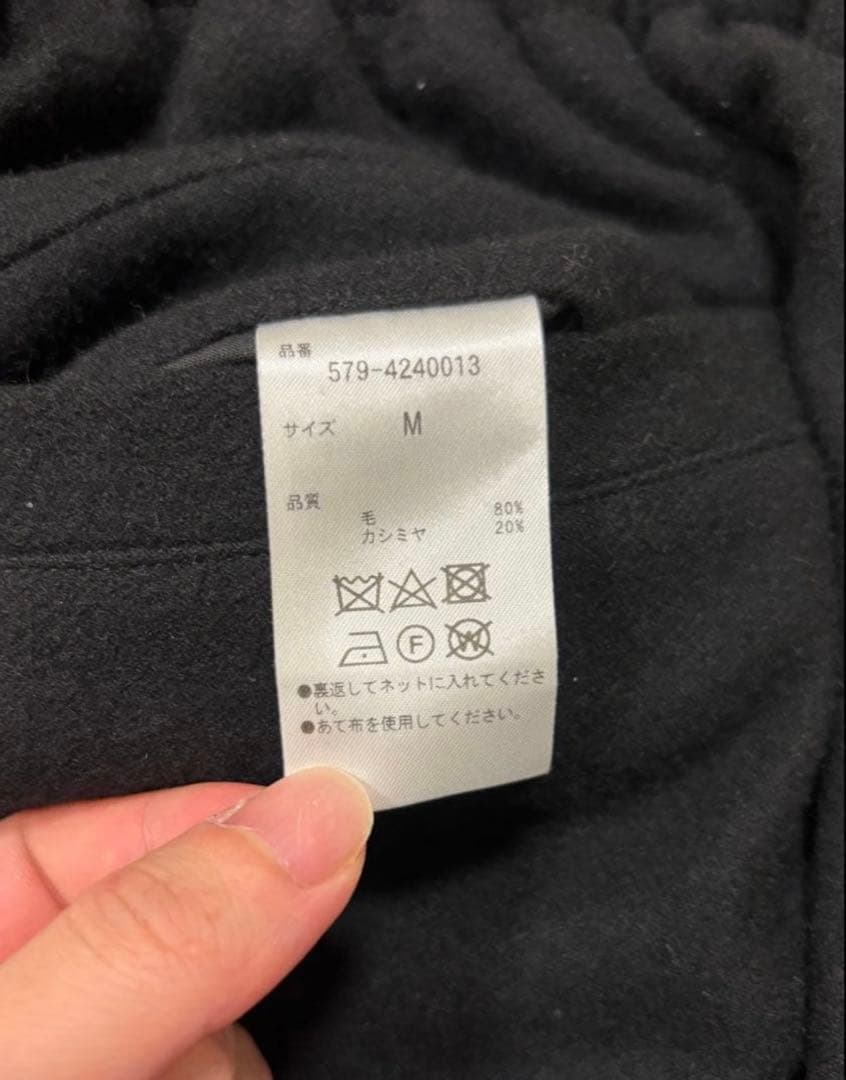 品番
579-4240013
サイズ M
品質
毛 80%
カシミヤ 20%
F W
●裏返してネットに入れてくださ
い。
●あて布を使用してください。